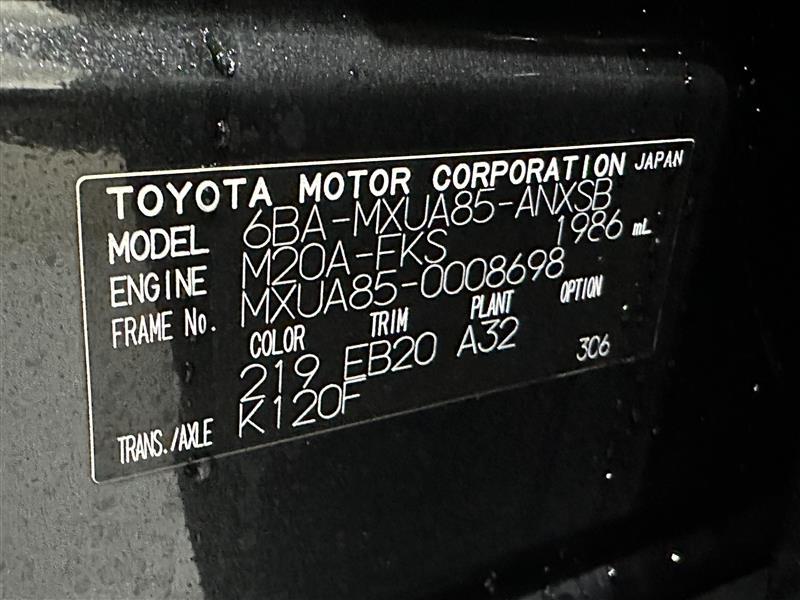 TOYOTA MOTOR CORPORATION JAPAN
MODEL 6BA-MXUA85-ANXSB
ENGINE M20A-FKS 1986 mL
FRAME No. MXUA85-0008698
COLOR TRIM PLANT OPTION
219 EB20 A32 306
TRANS./AXLE K120F